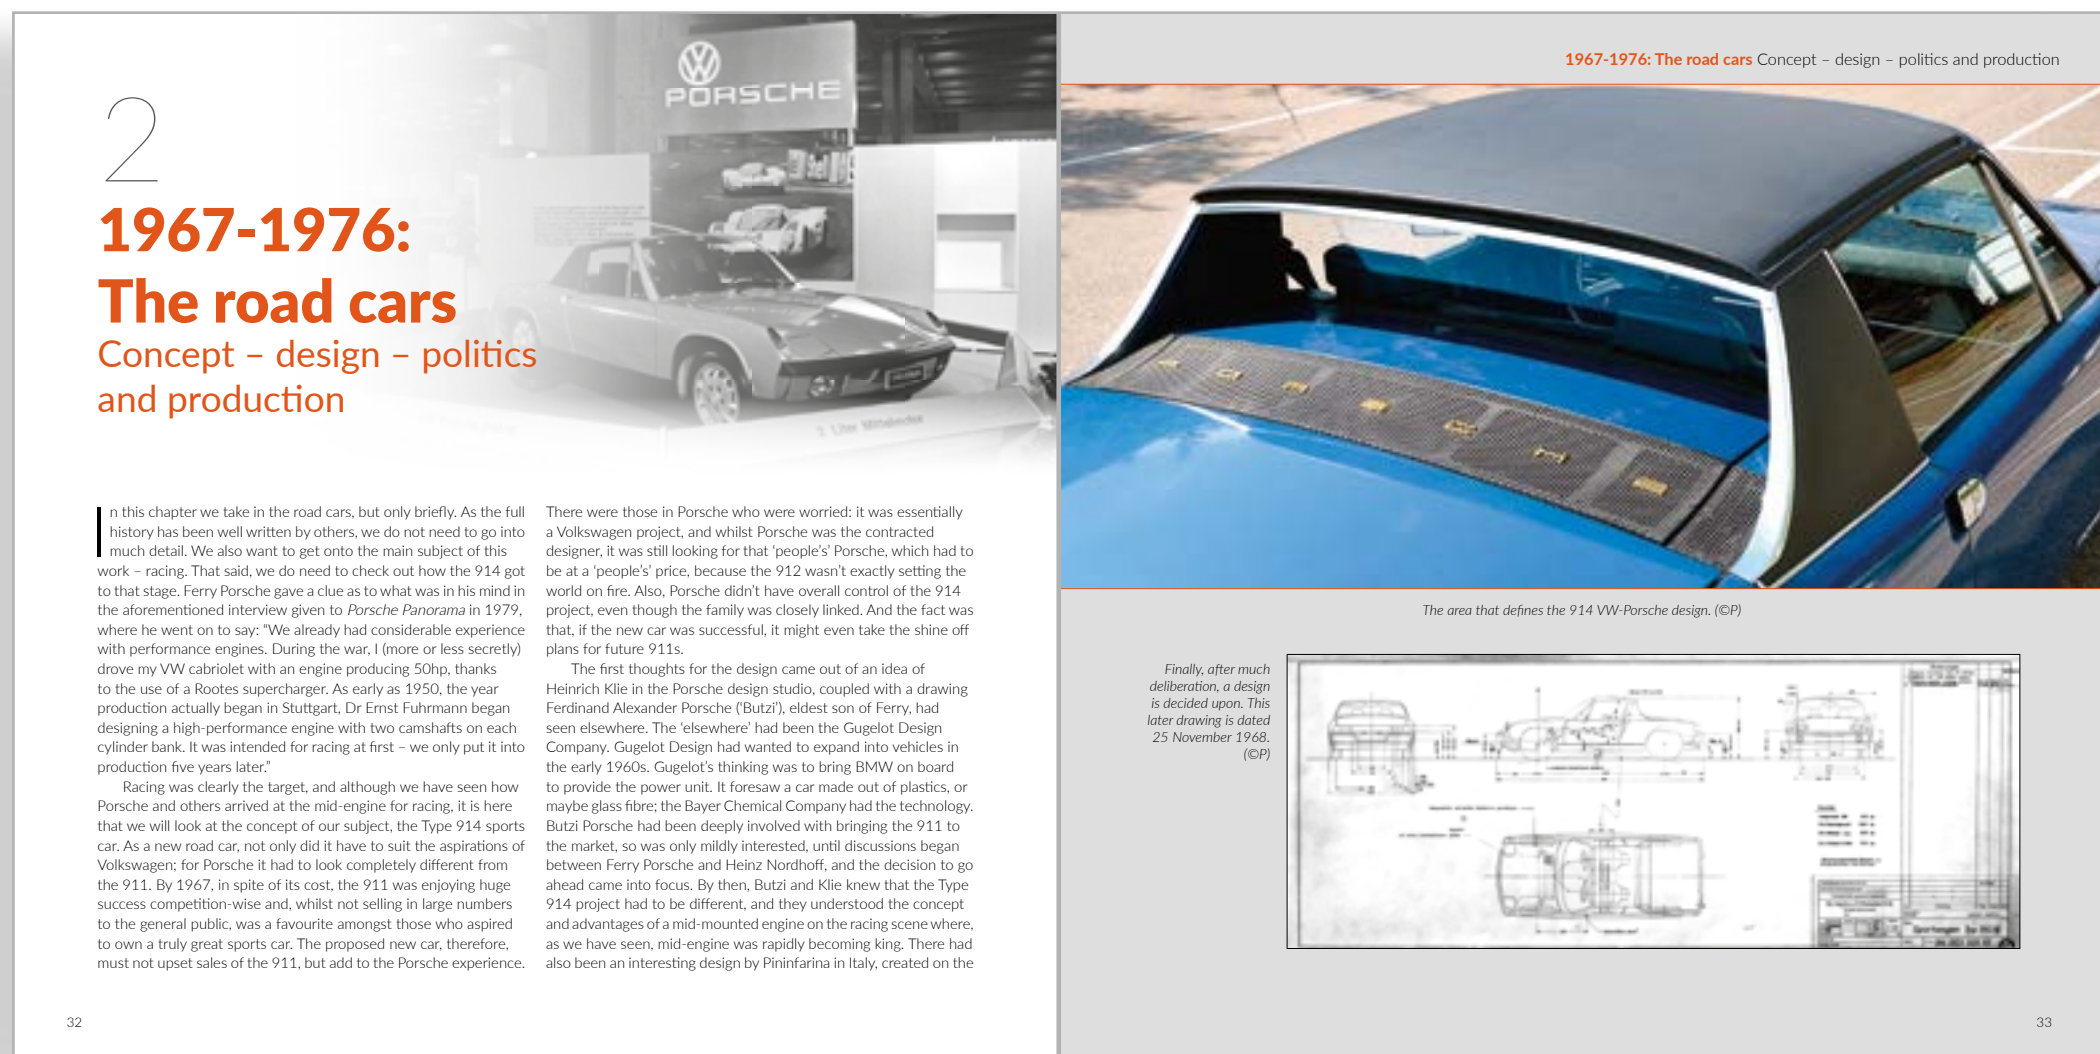 PORSCHE
2 Liter Mittelmotor
2
1967-1976:
The road cars
Concept – design – politics
and production
In this chapter we take in the road cars, but only briefly. As the full
history has been well written by others, we do not need to go into
much detail. We also want to get onto the main subject of this
work – racing. That said, we do need to check out how the 914 got
to that stage. Ferry Porsche gave a clue as to what was in his mind in
the aforementioned interview given to Porsche Panorama in 1979,
where he went on to say: “We already had considerable experience
with performance engines. During the war, I (more or less secretly)
drove my VW cabriolet with an engine producing 50hp, thanks
to the use of a Rootes supercharger. As early as 1950, the year
production actually began in Stuttgart, Dr Ernst Fuhrmann began
designing a high-performance engine with two camshafts on each
cylinder bank. It was intended for racing at first – we only put it into
production five years later.”
Racing was clearly the target, and although we have seen how
Porsche and others arrived at the mid-engine for racing, it is here
that we will look at the concept of our subject, the Type 914 sports
car. As a new road car, not only did it have to suit the aspirations of
Volkswagen; for Porsche it had to look completely different from
the 911. By 1967, in spite of its cost, the 911 was enjoying huge
success competition-wise and, whilst not selling in large numbers
to the general public, was a favourite amongst those who aspired
to own a truly great sports car. The proposed new car, therefore,
must not upset sales of the 911, but add to the Porsche experience.
There were those in Porsche who were worried: it was essentially
a Volkswagen project, and whilst Porsche was the contracted
designer, it was still looking for that ‘people’s’ Porsche, which had to
be at a ‘people’s’ price, because the 912 wasn’t exactly setting the
world on fire. Also, Porsche didn’t have overall control of the 914
project, even though the family was closely linked. And the fact was
that, if the new car was successful, it might even take the shine off
plans for future 911s.
The first thoughts for the design came out of an idea of
Heinrich Klie in the Porsche design studio, coupled with a drawing
Ferdinand Alexander Porsche (‘Butzi’), eldest son of Ferry, had
seen elsewhere. The ‘elsewhere’ had been the Gugelot Design
Company. Gugelot Design had wanted to expand into vehicles in
the early 1960s. Gugelot’s thinking was to bring BMW on board
to provide the power unit. It foresaw a car made out of plastics, or
maybe glass fibre; the Bayer Chemical Company had the technology.
Butzi Porsche had been deeply involved with bringing the 911 to
the market, so was only mildly interested, until discussions began
between Ferry Porsche and Heinz Nordhoff, and the decision to go
ahead came into focus. By then, Butzi and Klie knew that the Type
914 project had to be different, and they understood the concept
and advantages of a mid-mounted engine on the racing scene where,
as we have seen, mid-engine was rapidly becoming king. There had
also been an interesting design by Pininfarina in Italy, created on the
32
1967-1976: The road cars Concept – design – politics and production
The area that defines the 914 VW-Porsche design. (©P)
Finally, after much
deliberation, a design
is decided upon. This
later drawing is dated
25 November 1968.
(©P)
33